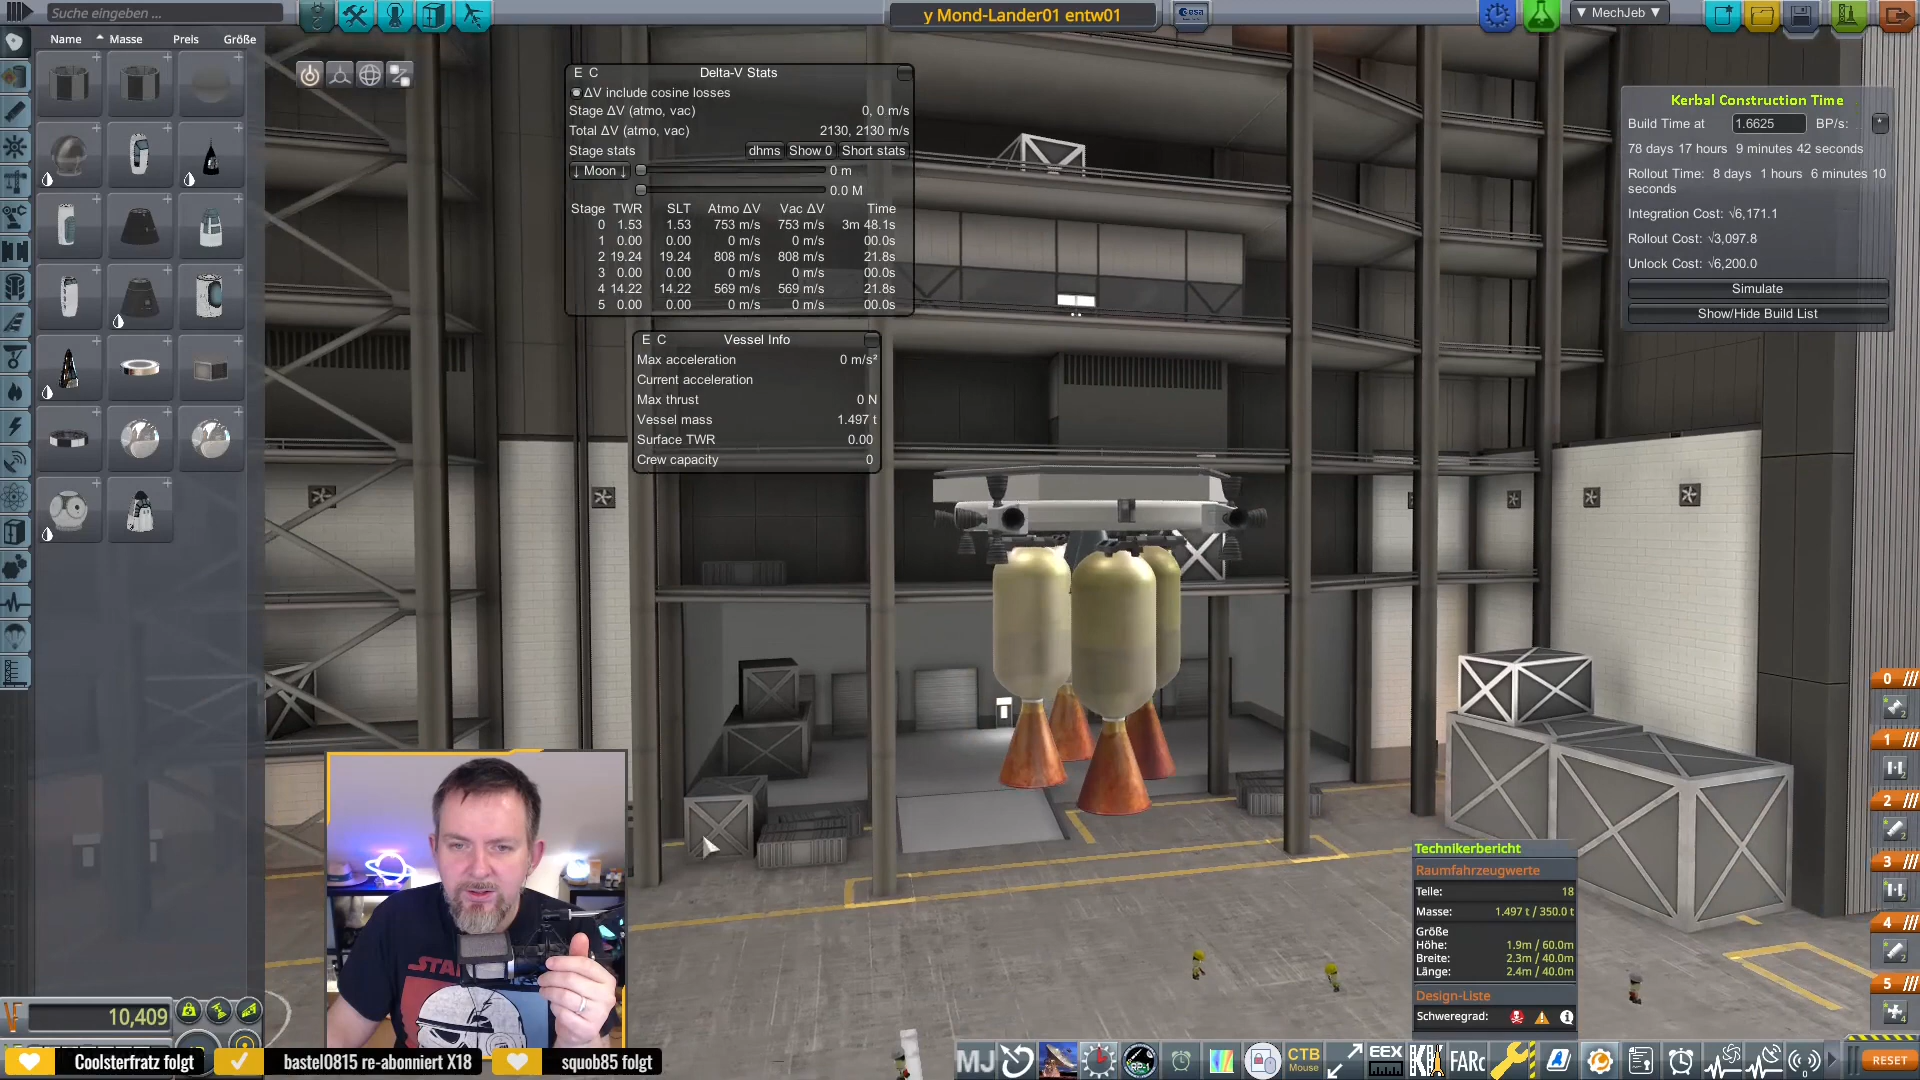 Suche eingeben ...
y Mond-Lander01 entw01
esa
▼ MechJeb ▼
Name Masse Preis Größe
E C Delta-V Stats
ΔV include cosine losses
Stage ΔV (atmo, vac) 0, 0 m/s
Total ΔV (atmo, vac) 2130, 2130 m/s
Stage stats dhms Show 0 Short stats
↓ Moon ↓ 0 m
0.0 M
Stage TWR SLT Atmo ΔV Vac ΔV Time
0 1.53 1.53 753 m/s 753 m/s 3m 48.1s
1 0.00 0.00 0 m/s 0 m/s 00.0s
2 19.24 19.24 808 m/s 808 m/s 21.8s
3 0.00 0.00 0 m/s 0 m/s 00.0s
4 14.22 14.22 569 m/s 569 m/s 21.8s
5 0.00 0.00 0 m/s 0 m/s 00.0s
E C Vessel Info
Max acceleration 0 m/s²
Current acceleration
Max thrust 0 N
Vessel mass 1.497 t
Surface TWR 0.00
Crew capacity 0
Kerbal Construction Time
Build Time at 1.6625 BP/s: *
78 days 17 hours 9 minutes 42 seconds
Rollout Time: 8 days 1 hours 6 minutes 10
seconds
Integration Cost: √6,171.1
Rollout Cost: √3,097.8
Unlock Cost: √6,200.0
Simulate
Show/Hide Build List
0
1
2
3
4
5
Technikerbericht
Raumfahrzeugwerte
Teile: 18
Masse: 1.497 t / 350.0 t
Größe
Höhe: 1.9m / 60.0m
Breite: 2.3m / 40.0m
Länge: 2.4m / 40.0m
Design-Liste
Schweregrad:
STA
10,409
Coolsterfratz folgt
bastel0815 re-abonniert X18
squob85 folgt
MJ
RP-1
CTB
Mouse
EEX
FARc
RESET